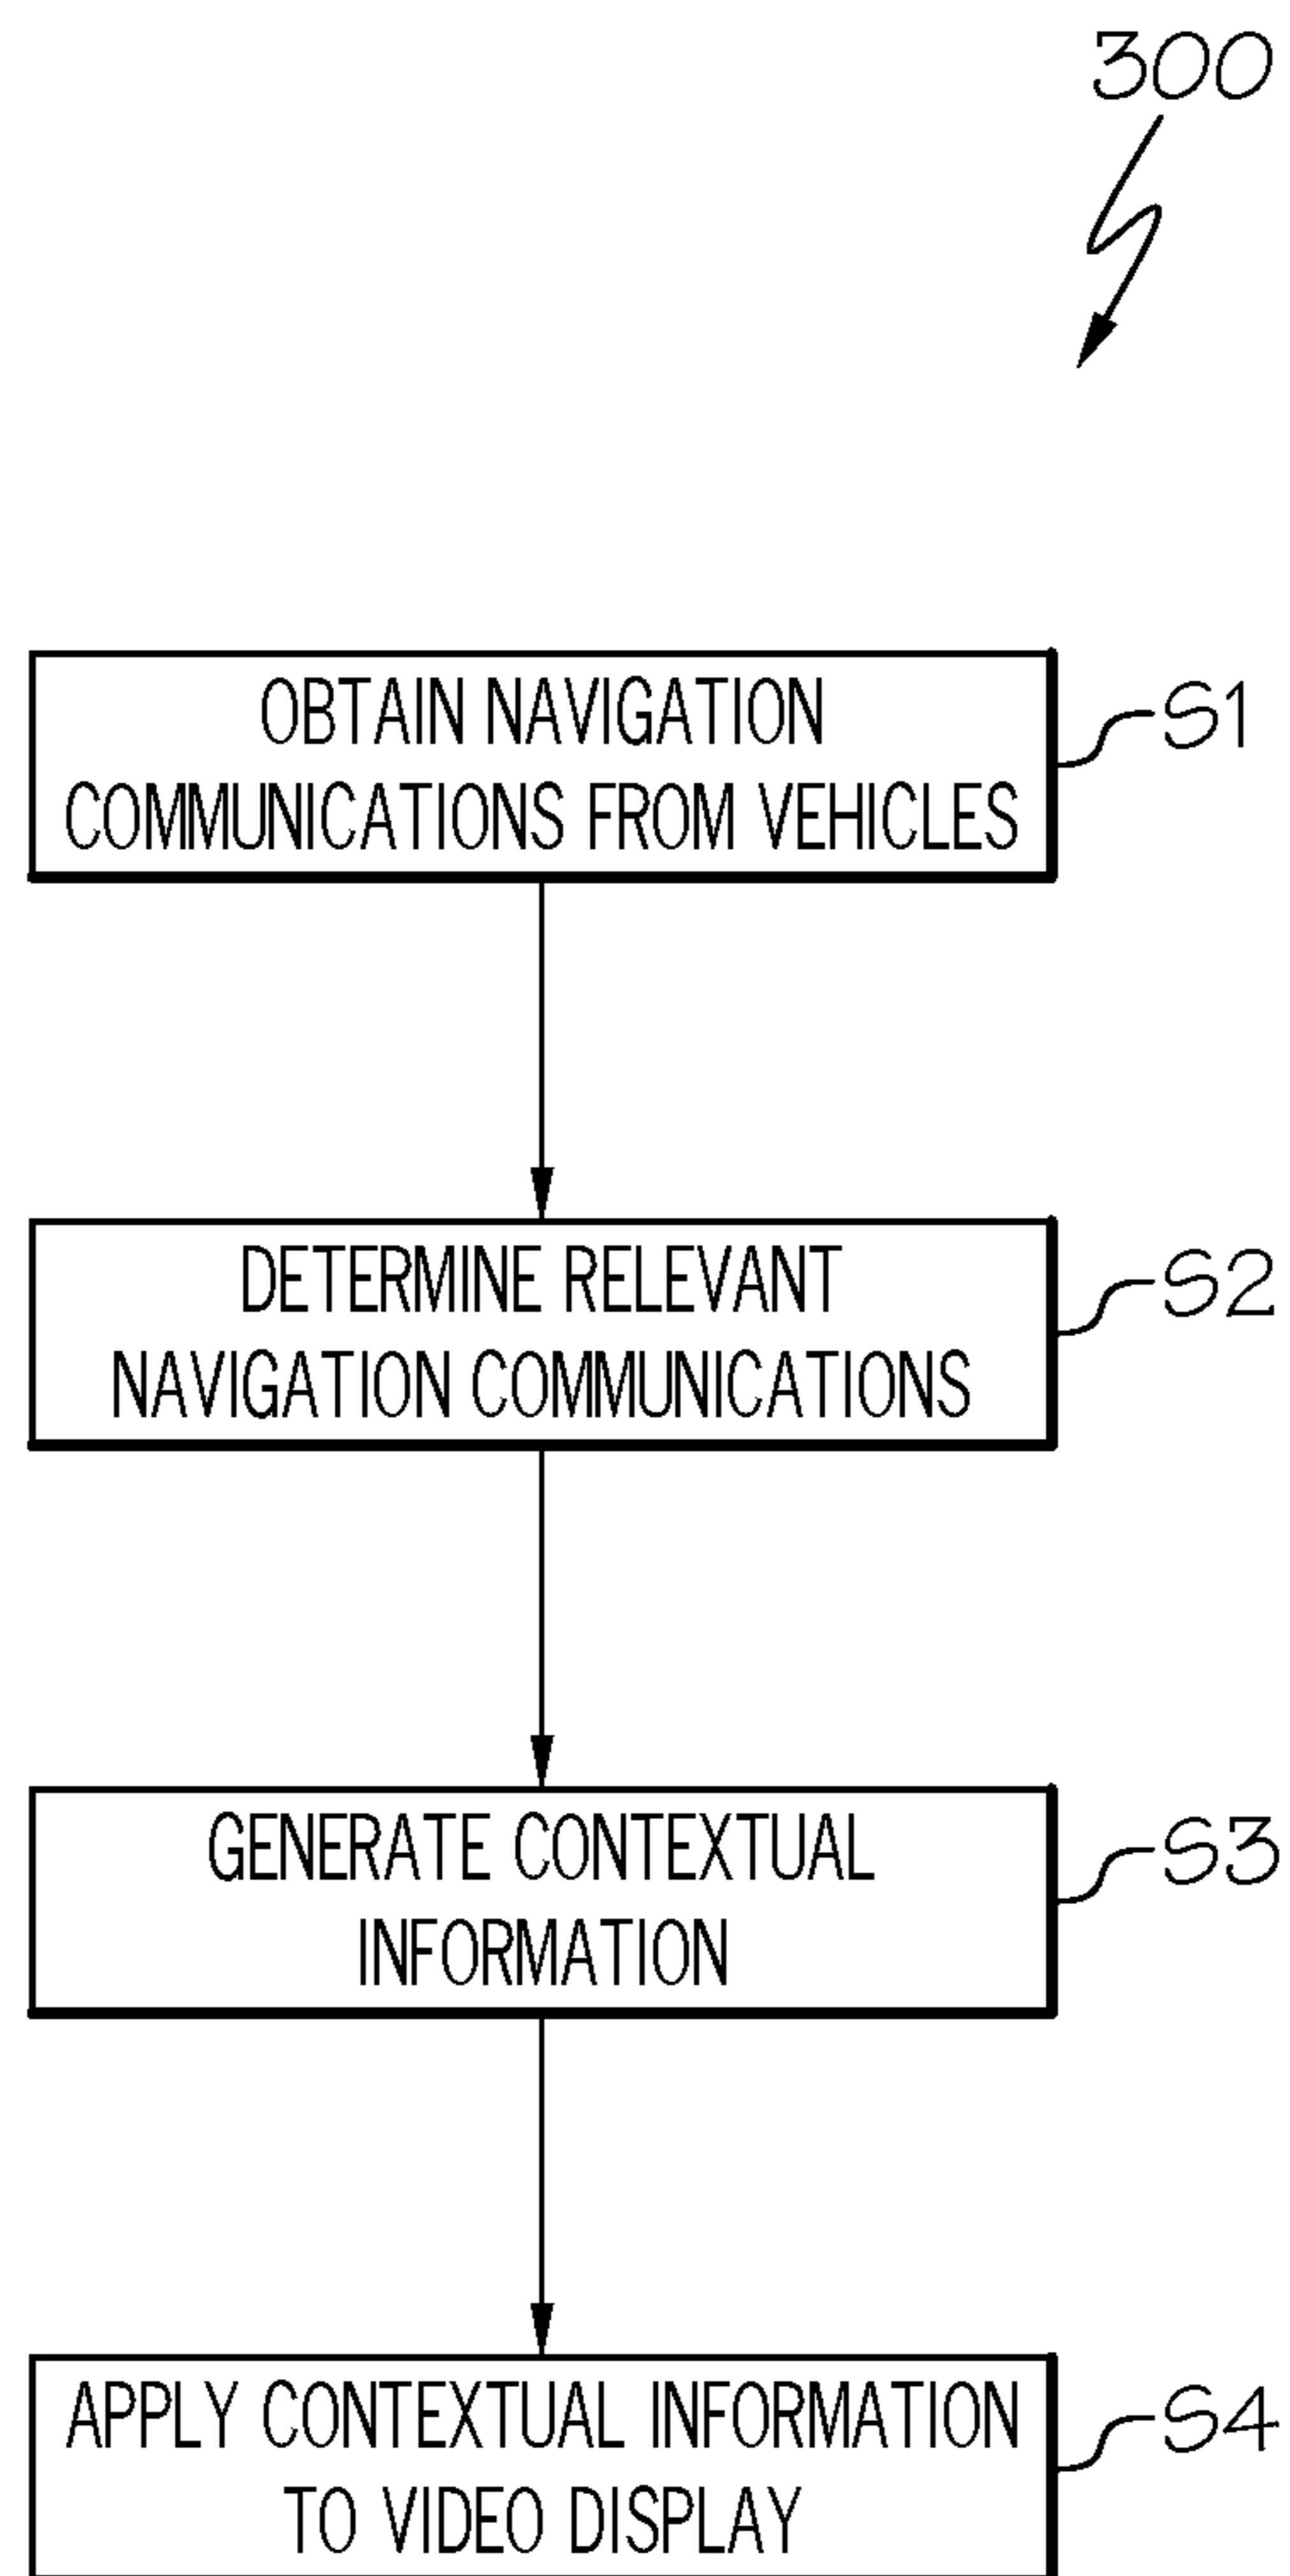 300
OBTAIN NAVIGATION
COMMUNICATIONS FROM VEHICLES
S1
DETERMINE RELEVANT
NAVIGATION COMMUNICATIONS
S2
GENERATE CONTEXTUAL
INFORMATION
S3
APPLY CONTEXTUAL INFORMATION
TO VIDEO DISPLAY
S4